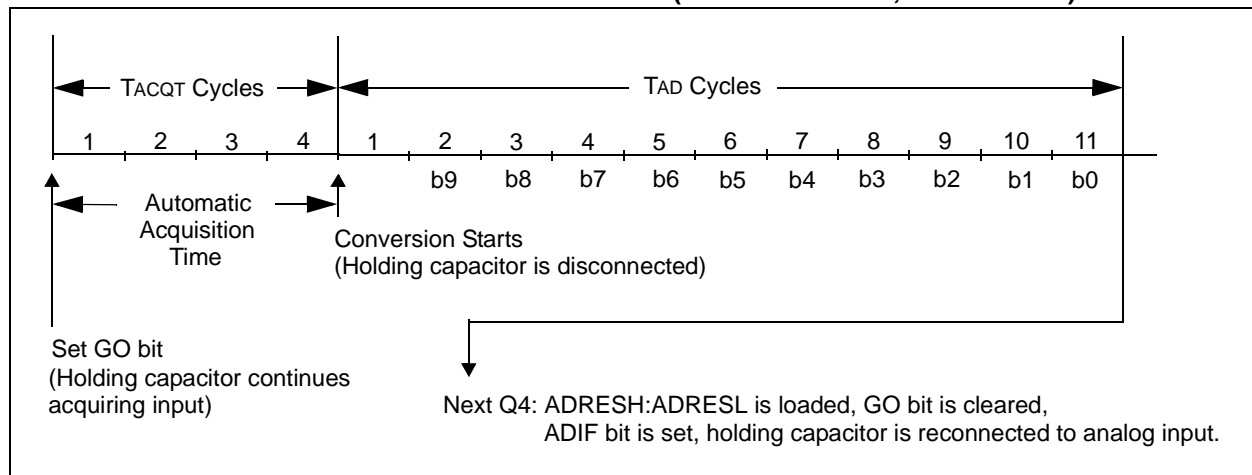 TACQT Cycles
TAD Cycles
1 2 3 4 1 2 3 4 5 6 7 8 9 10 11
b9 b8 b7 b6 b5 b4 b3 b2 b1 b0
Automatic
Acquisition
Time
Conversion Starts
(Holding capacitor is disconnected)
Set GO bit
(Holding capacitor continues
acquiring input)
Next Q4: ADRESH:ADRESL is loaded, GO bit is cleared,
ADIF bit is set, holding capacitor is reconnected to analog input.